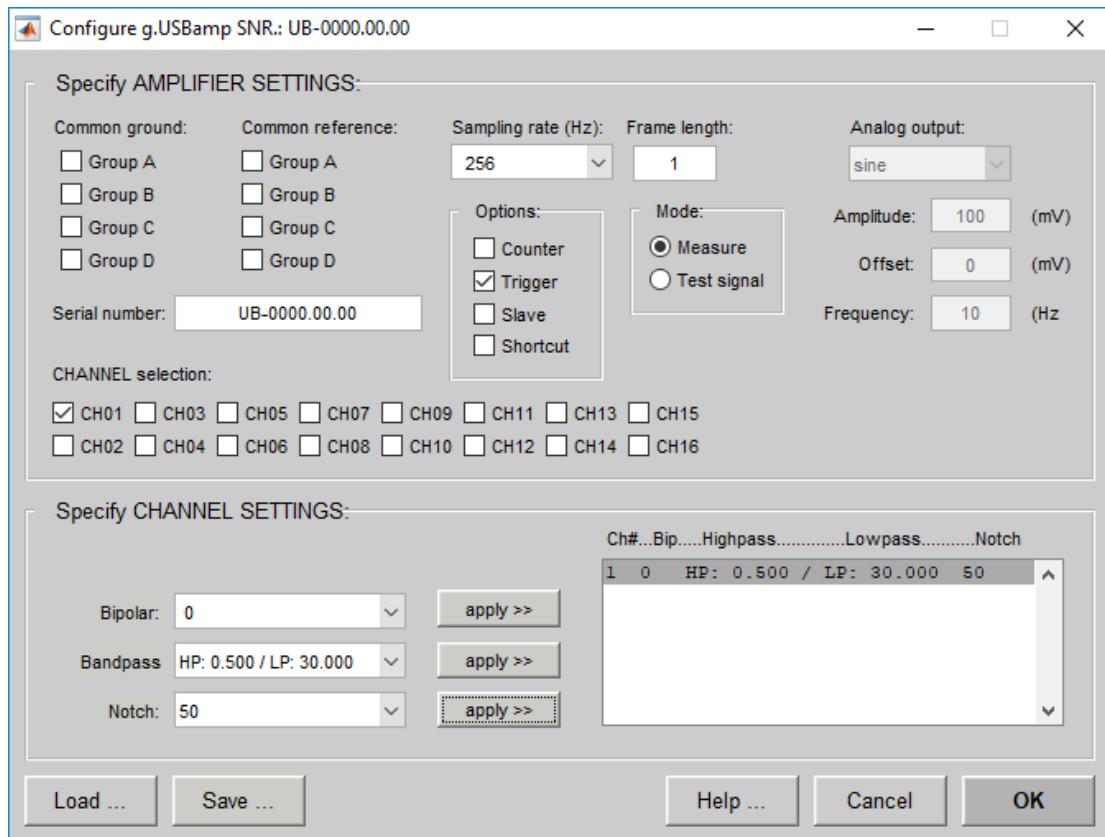 Configure g.USBamp SNR.: UB-0000.00.00
Specify AMPLIFIER SETTINGS:
Common ground: Common reference: Sampling rate (Hz): Frame length: Analog output:
Group A Group A 256 1 sine
Group B Group B
Group C Group C
Group D Group D
Options:
Counter
Trigger
Slave
Shortcut
Mode:
Measure
Test signal
Amplitude: 100 (mV)
Offset: 0 (mV)
Frequency: 10 (Hz
Serial number: UB-0000.00.00
CHANNEL selection:
CH01 CH03 CH05 CH07 CH09 CH11 CH13 CH15
CH02 CH04 CH06 CH08 CH10 CH12 CH14 CH16
Specify CHANNEL SETTINGS:
Ch#...Bip.....Highpass..............Lowpass...........Notch
1 0 HP: 0.500 / LP: 30.000 50
Bipolar: 0 apply >>
Bandpass HP: 0.500 / LP: 30.000 apply >>
Notch: 50 apply >>
Load ... Save ... Help ... Cancel OK